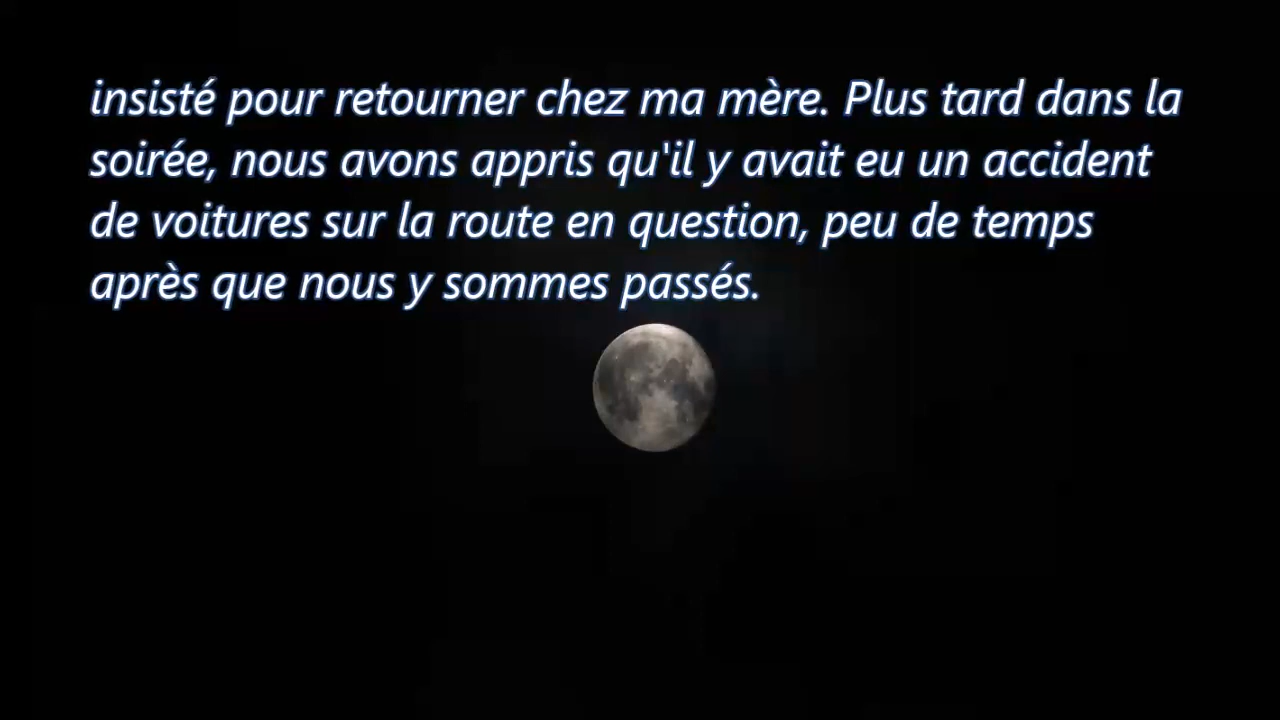 insisté pour retourner chez ma mère. Plus tard dans la
soirée, nous avons appris qu'il y avait eu un accident
de voitures sur la route en question, peu de temps
après que nous y sommes passés.